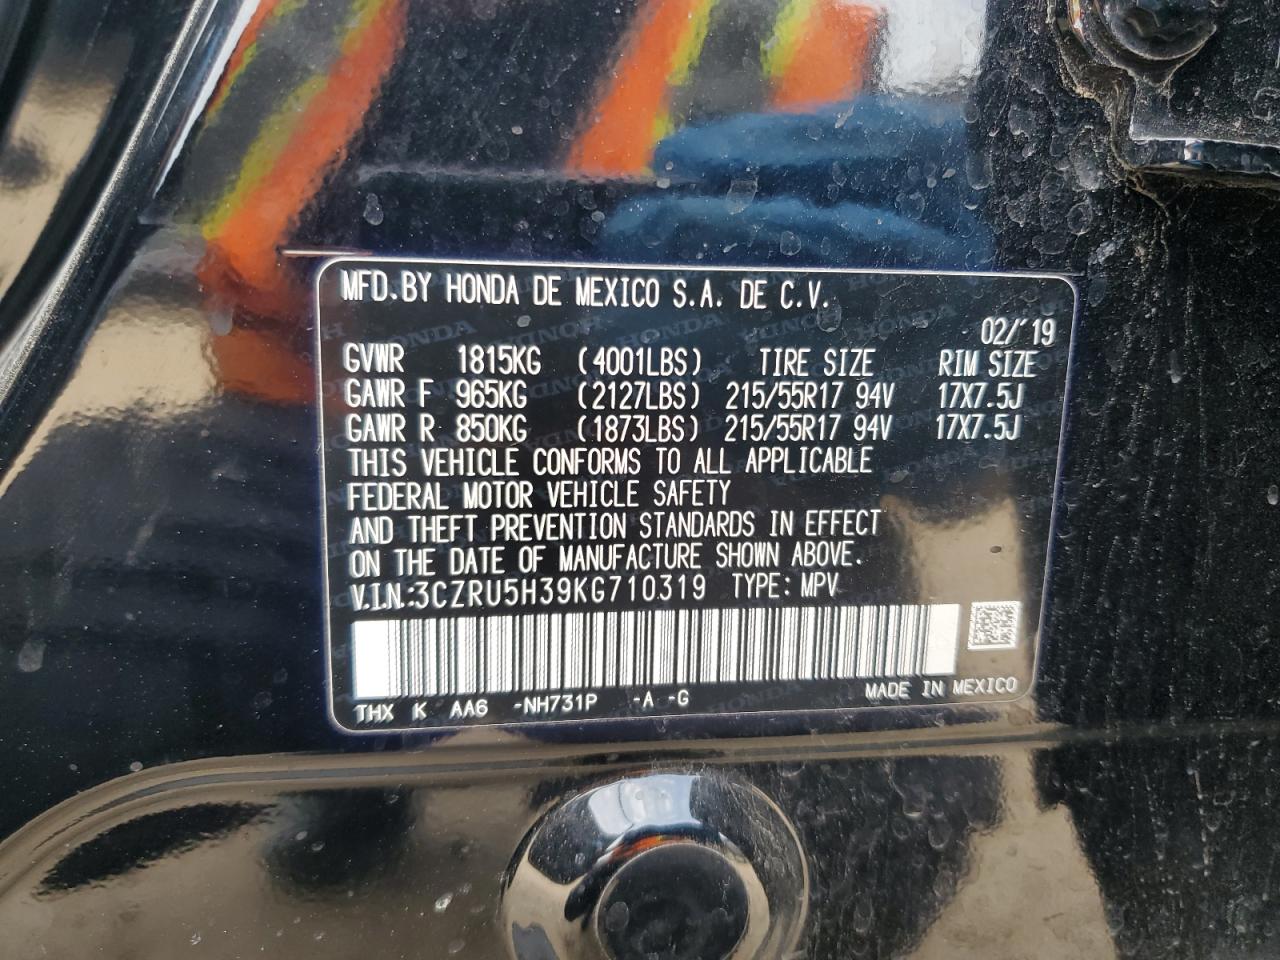 MFD. BY HONDA DE MEXICO S.A. DE C.V.
02/'19
GVWR 1815KG (4001LBS) TIRE SIZE RIM SIZE
GAWR F 965KG (2127LBS) 215/55R17 94V 17X7.5J
GAWR R 850KG (1873LBS) 215/55R17 94V 17X7.5J
THIS VEHICLE CONFORMS TO ALL APPLICABLE
FEDERAL MOTOR VEHICLE SAFETY
AND THEFT PREVENTION STANDARDS IN EFFECT
ON THE DATE OF MANUFACTURE SHOWN ABOVE.
V.I.N.:3CZRU5H39KG710319 TYPE: MPV
MADE IN MEXICO
THX K AA6 -NH731P -A -G